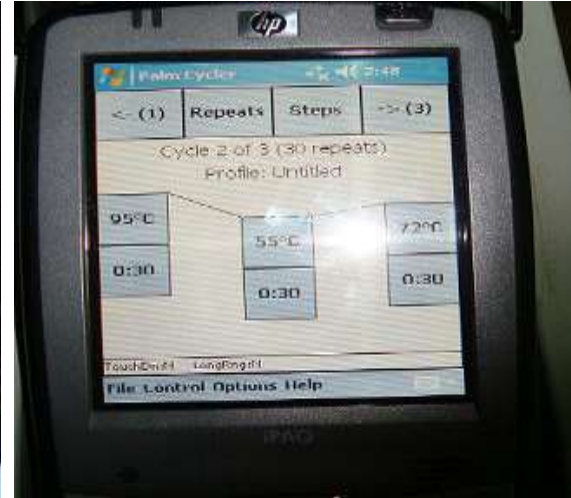 hp
Palm Cycler 2:48
<- (1) Repeats Steps -> (3)
Cycle 2 of 3 (30 repeats)
Profile: Untitled
95°C 55°C 72°C
0:30 0:30 0:30
File Control Options Help
iPAQ